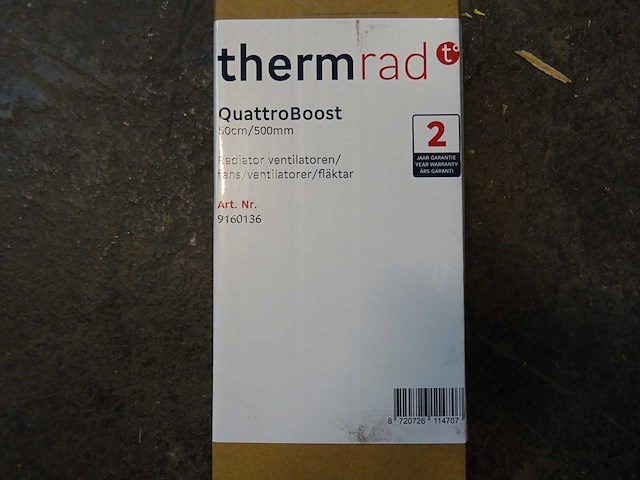 thermrad t°
QuattroBoost
50cm/500mm
Radiator ventilatoren/
fans/ventilatorer/fläktar
Art. Nr.
9160136
2
JAAR GARANTIE
YEAR WARRANTY
ÅRS GARANTI
8 720726 114707